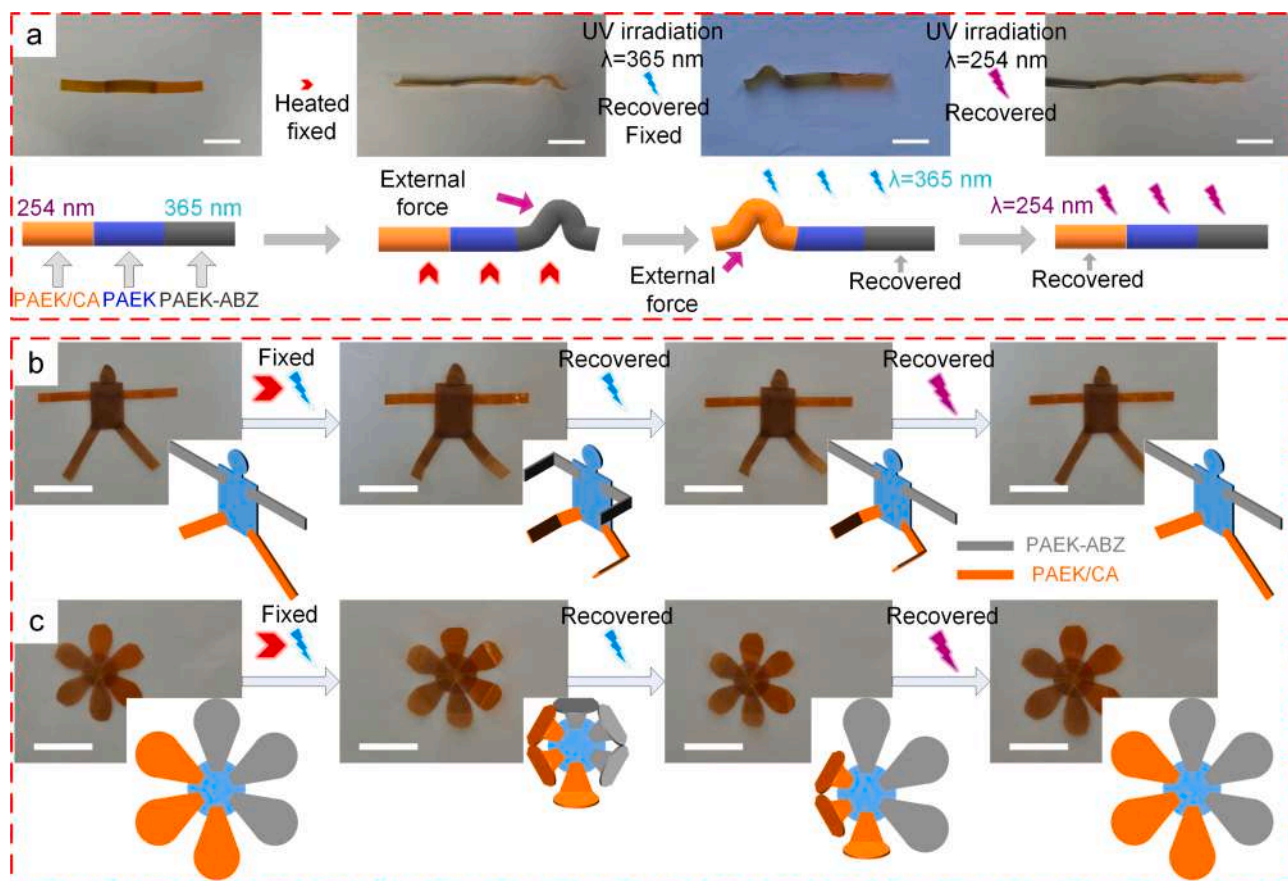 a
Heated
fixed
UV irradiation
λ=365 nm
Recovered
Fixed
UV irradiation
λ=254 nm
Recovered
254 nm
365 nm
PAEK/CA PAEK PAEK-ABZ
External
force
External
force
λ=365 nm
Recovered
λ=254 nm
Recovered
b
Fixed
Recovered
Recovered
PAEK-ABZ
PAEK/CA
c
Fixed
Recovered
Recovered